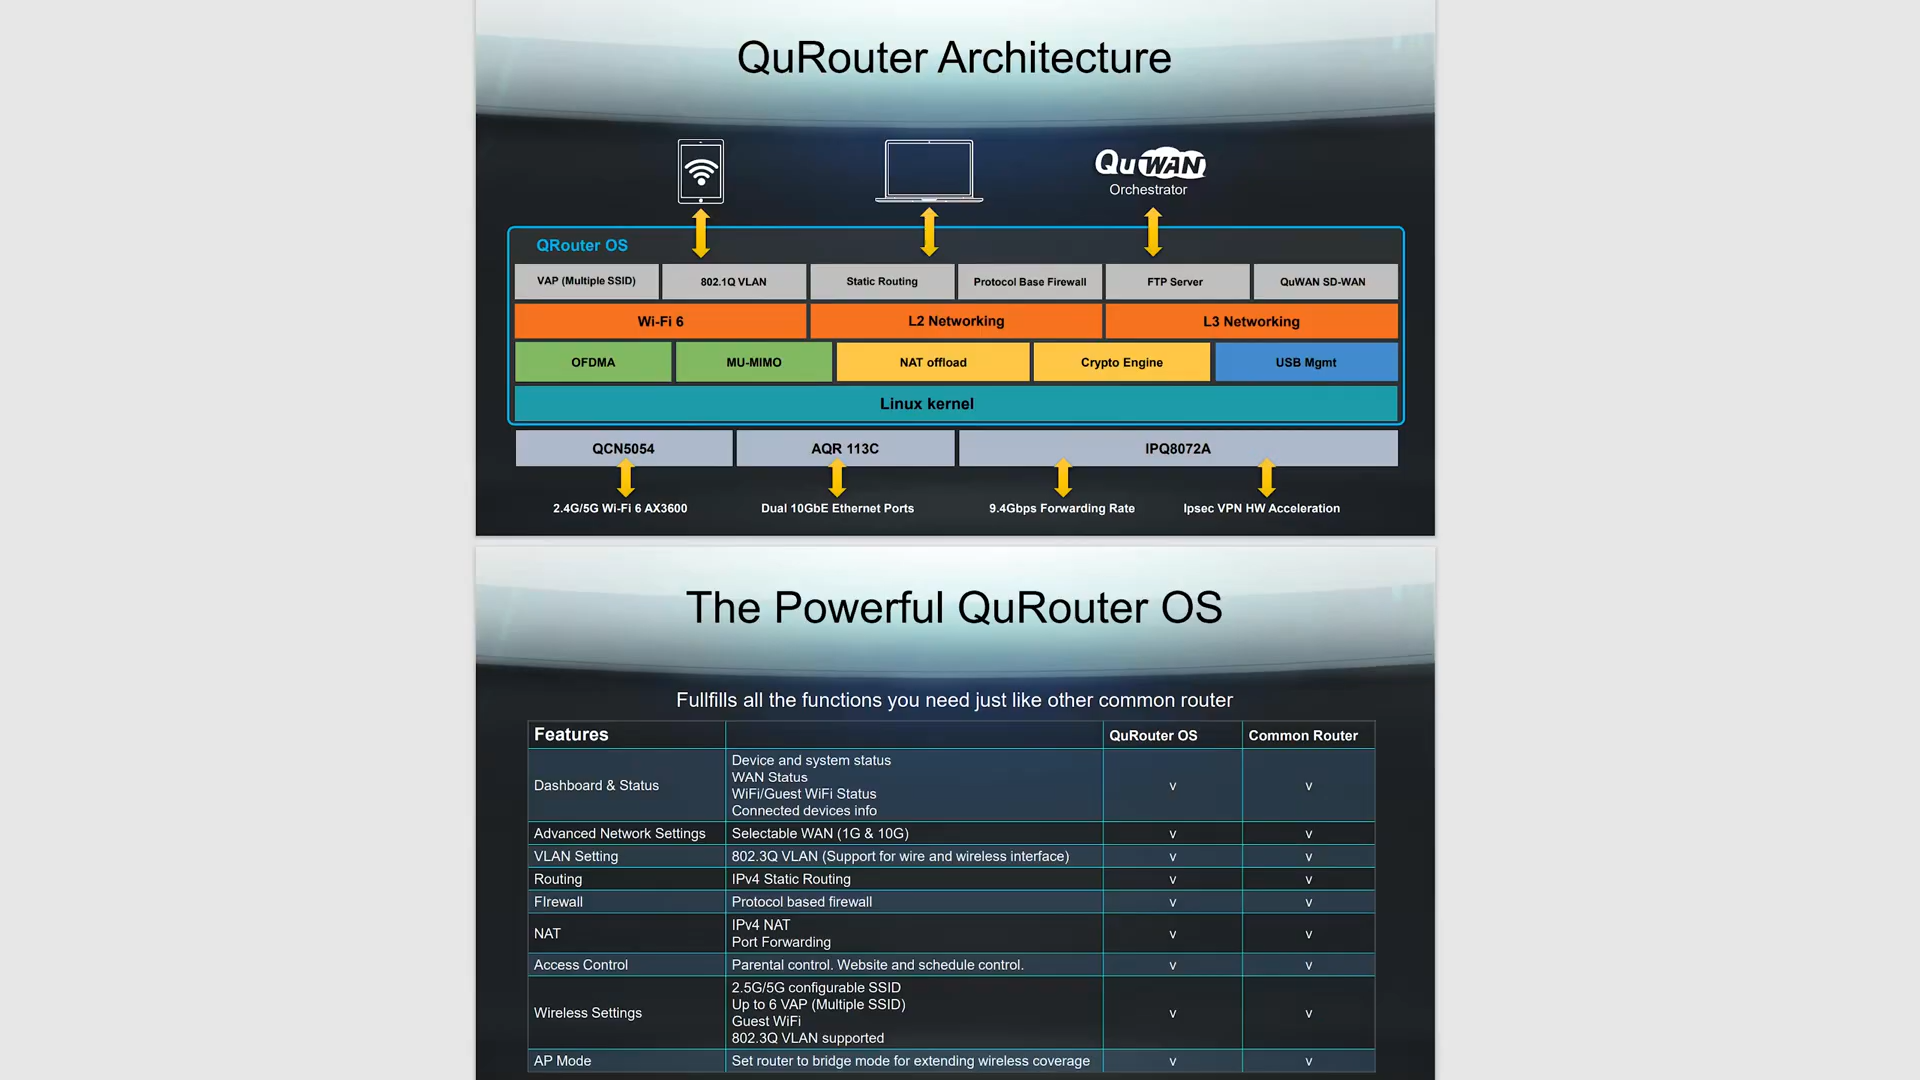 QuRouter Architecture
QuWAN
Orchestrator
QRouter OS
VAP (Multiple SSID)
802.1Q VLAN
Static Routing
Protocol Base Firewall
FTP Server
QuWAN SD-WAN
Wi-Fi 6
L2 Networking
L3 Networking
OFDMA
MU-MIMO
NAT offload
Crypto Engine
USB Mgmt
Linux kernel
QCN5054
AQR 113C
IPQ8072A
2.4G/5G Wi-Fi 6 AX3600
Dual 10GbE Ethernet Ports
9.4Gbps Forwarding Rate
Ipsec VPN HW Acceleration
The Powerful QuRouter OS
Fullfills all the functions you need just like other common router
Features
QuRouter OS
Common Router
Dashboard & Status
Device and system status
WAN Status
WiFi/Guest WiFi Status
Connected devices info
v
v
Advanced Network Settings
Selectable WAN (1G & 10G)
v
v
VLAN Setting
802.3Q VLAN (Support for wire and wireless interface)
v
v
Routing
IPv4 Static Routing
v
v
FIrewall
Protocol based firewall
v
v
NAT
IPv4 NAT
Port Forwarding
v
v
Access Control
Parental control. Website and schedule control.
v
v
Wireless Settings
2.5G/5G configurable SSID
Up to 6 VAP (Multiple SSID)
Guest WiFi
802.3Q VLAN supported
v
v
AP Mode
Set router to bridge mode for extending wireless coverage
v
v